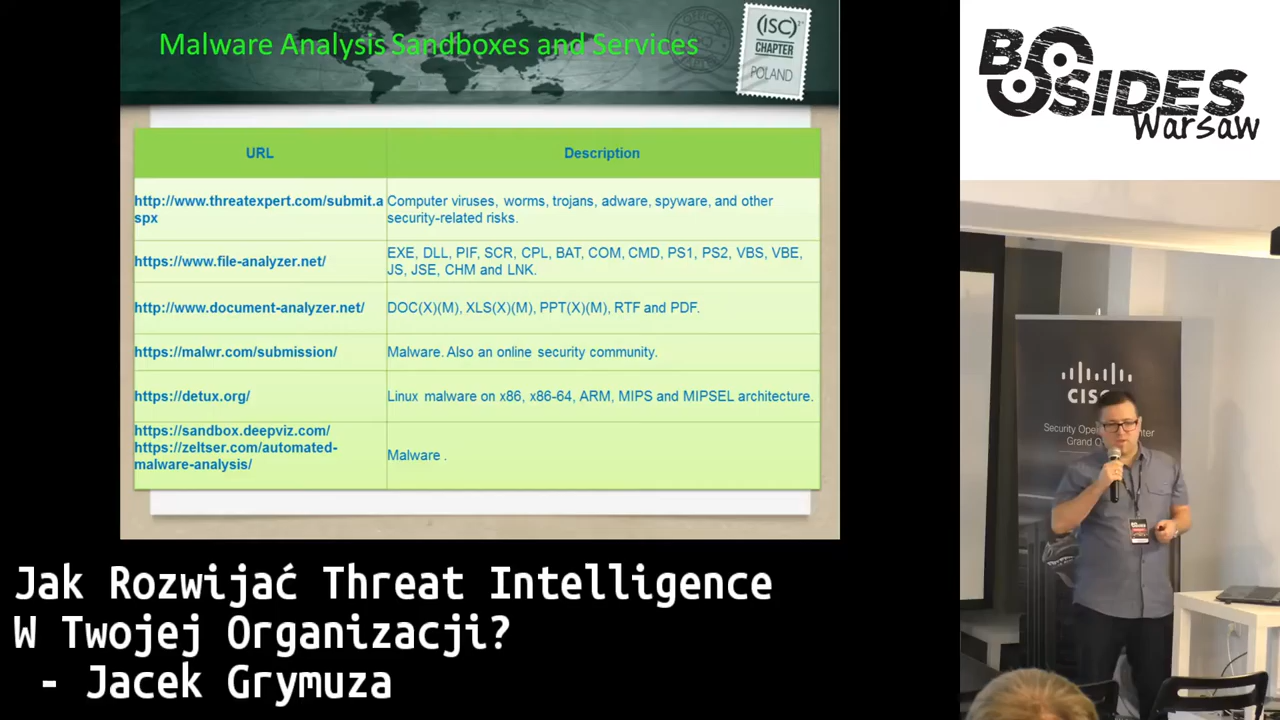 Malware Analysis Sandboxes and Services
(ISC)²
CHAPTER
POLAND
URL
Description
http://www.threatexpert.com/submit.a
spx
Computer viruses, worms, trojans, adware, spyware, and other
security-related risks.
https://www.file-analyzer.net/
EXE, DLL, PIF, SCR, CPL, BAT, COM, CMD, PS1, PS2, VBS, VBE,
JS, JSE, CHM and LNK.
http://www.document-analyzer.net/
DOC(X)(M), XLS(X)(M), PPT(X)(M), RTF and PDF.
https://malwr.com/submission/
Malware. Also an online security community.
https://detux.org/
Linux malware on x86, x86-64, ARM, MIPS and MIPSEL architecture.
https://sandbox.deepviz.com/
https://zeltser.com/automated-
malware-analysis/
Malware .
BSIDES
Warsaw
CISC
Security Ope
nter
Grand O
Jak Rozwijać Threat Intelligence
W Twojej Organizacji?
- Jacek Grymuza